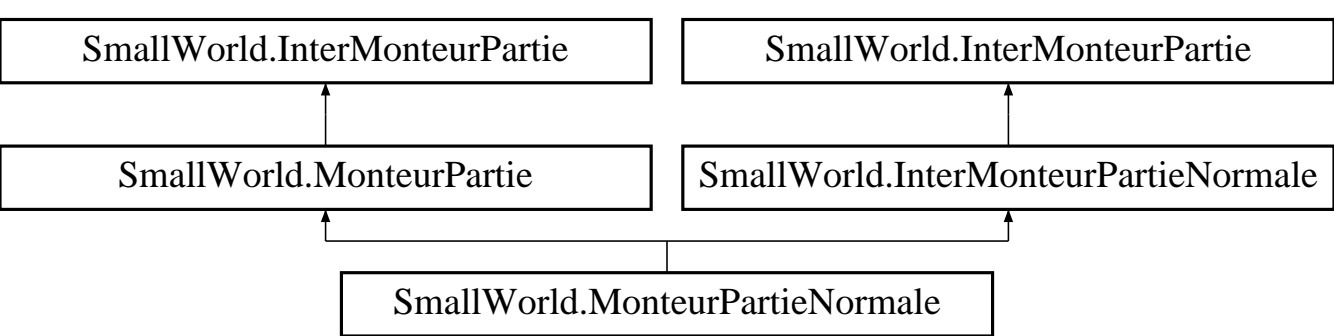 SmallWorld.InterMonteurPartie
SmallWorld.InterMonteurPartie
SmallWorld.MonteurPartie
SmallWorld.InterMonteurPartieNormale
SmallWorld.MonteurPartieNormale